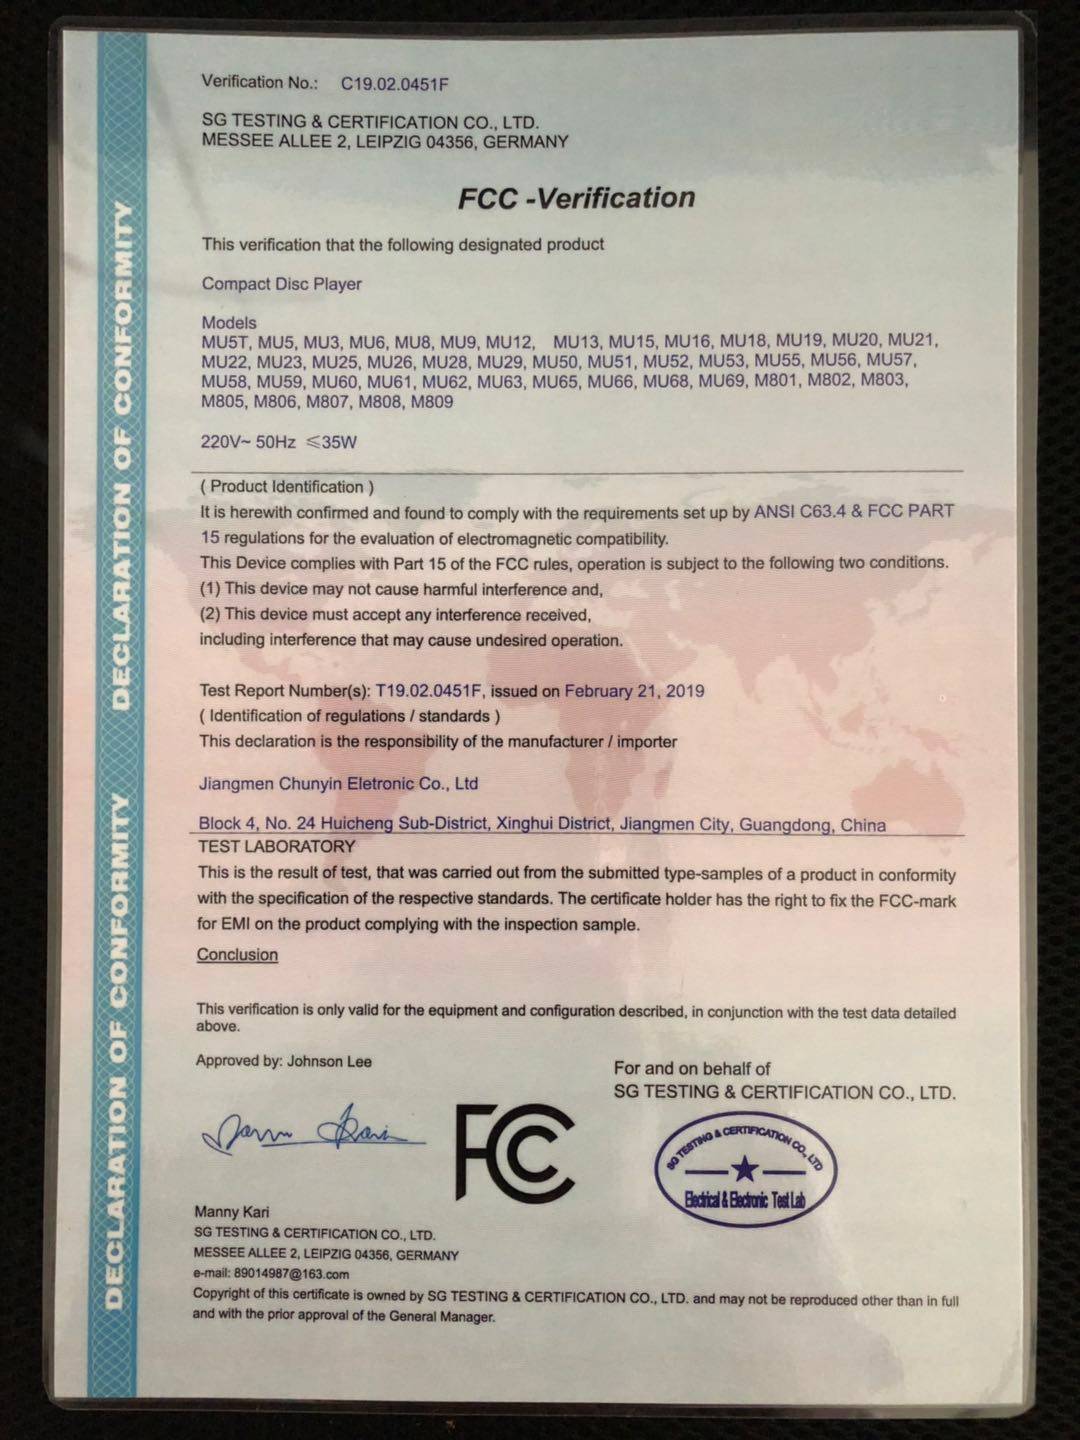 Verification No.: C19.02.0451F
SG TESTING & CERTIFICATION CO., LTD.
MESSEE ALLEE 2, LEIPZIG 04356, GERMANY
FCC -Verification
This verification that the following designated product
Compact Disc Player
Models
MU5T, MU5, MU3, MU6, MU8, MU9, MU12, MU13, MU15, MU16, MU18, MU19, MU20, MU21,
MU22, MU23, MU25, MU26, MU28, MU29, MU50, MU51, MU52, MU53, MU55, MU56, MU57,
MU58, MU59, MU60, MU61, MU62, MU63, MU65, MU66, MU68, MU69, M801, M802, M803,
M805, M806, M807, M808, M809
220V~ 50Hz ≤35W
( Product Identification )
It is herewith confirmed and found to comply with the requirements set up by ANSI C63.4 & FCC PART
15 regulations for the evaluation of electromagnetic compatibility.
This Device complies with Part 15 of the FCC rules, operation is subject to the following two conditions.
(1) This device may not cause harmful interference and,
(2) This device must accept any interference received,
including interference that may cause undesired operation.
Test Report Number(s): T19.02.0451F, issued on February 21, 2019
( Identification of regulations / standards )
This declaration is the responsibility of the manufacturer / importer
Jiangmen Chunyin Eletronic Co., Ltd
Block 4, No. 24 Huicheng Sub-District, Xinghui District, Jiangmen City, Guangdong, China
TEST LABORATORY
This is the result of test, that was carried out from the submitted type-samples of a product in conformity
with the specification of the respective standards. The certificate holder has the right to fix the FCC-mark
for EMI on the product complying with the inspection sample.
Conclusion
This verification is only valid for the equipment and configuration described, in conjunction with the test data detailed
above.
Approved by: Johnson Lee
For and on behalf of
SG TESTING & CERTIFICATION CO., LTD.
FC
SG TESTING & CERTIFICATION CO., LTD
Electrical & Electronic Test Lab
Manny Kari
SG TESTING & CERTIFICATION CO., LTD.
MESSEE ALLEE 2, LEIPZIG 04356, GERMANY
e-mail: 89014987@163.com
Copyright of this certificate is owned by SG TESTING & CERTIFICATION CO., LTD. and may not be reproduced other than in full
and with the prior approval of the General Manager.
DECLARATION OF CONFORMITY
DECLARATION OF CONFORMITY